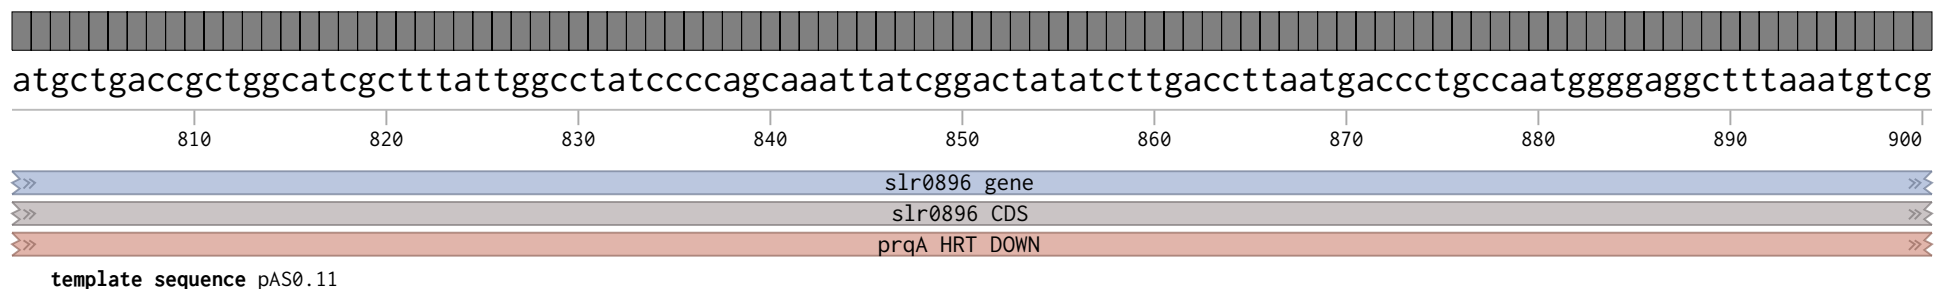 atgctgaccgctggcatcgctttattggcctatccccagcaaattatcggactatatcttgaccttaatgaccctgccaatggggaggctttaaatgtcg
810 820 830 840 850 860 870 880 890 900
slr0896 gene
slr0896 CDS
prqA HRT DOWN
template sequence pAS0.11